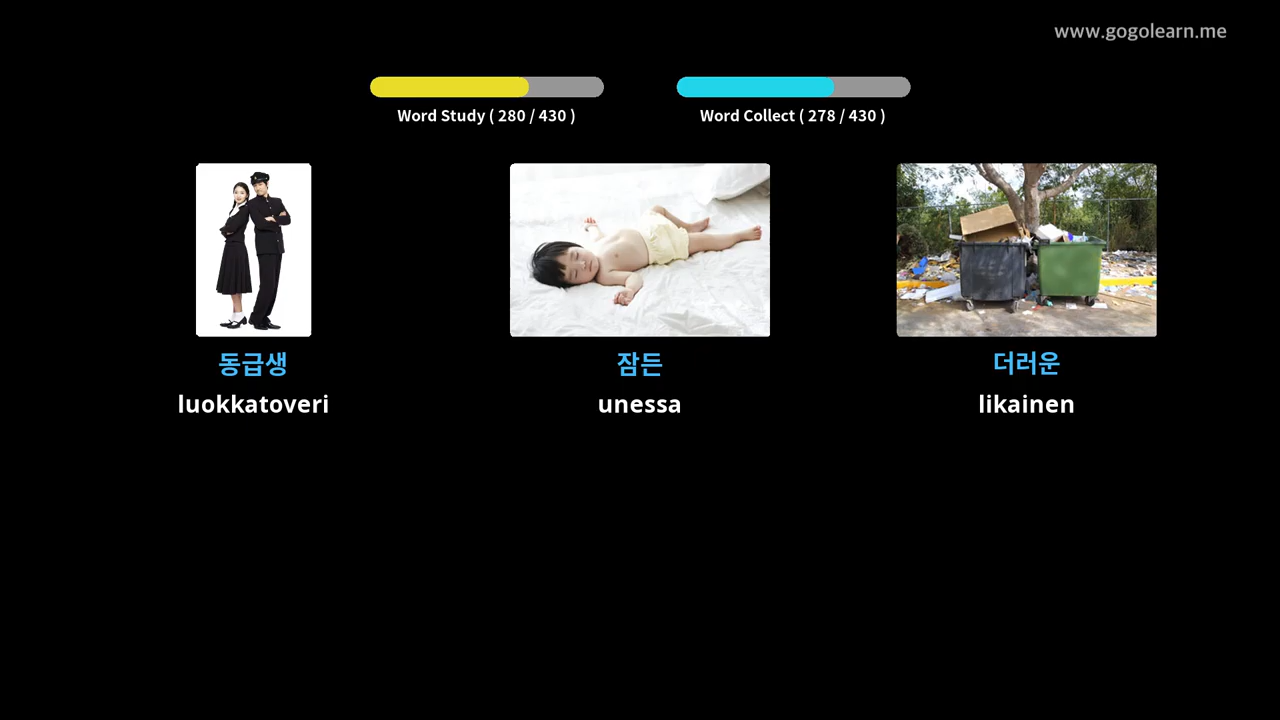 www.gogolearn.me
Word Study ( 280 / 430 )
Word Collect ( 278 / 430 )
동급생
잠든
더러운
luokkatoveri
unessa
likainen